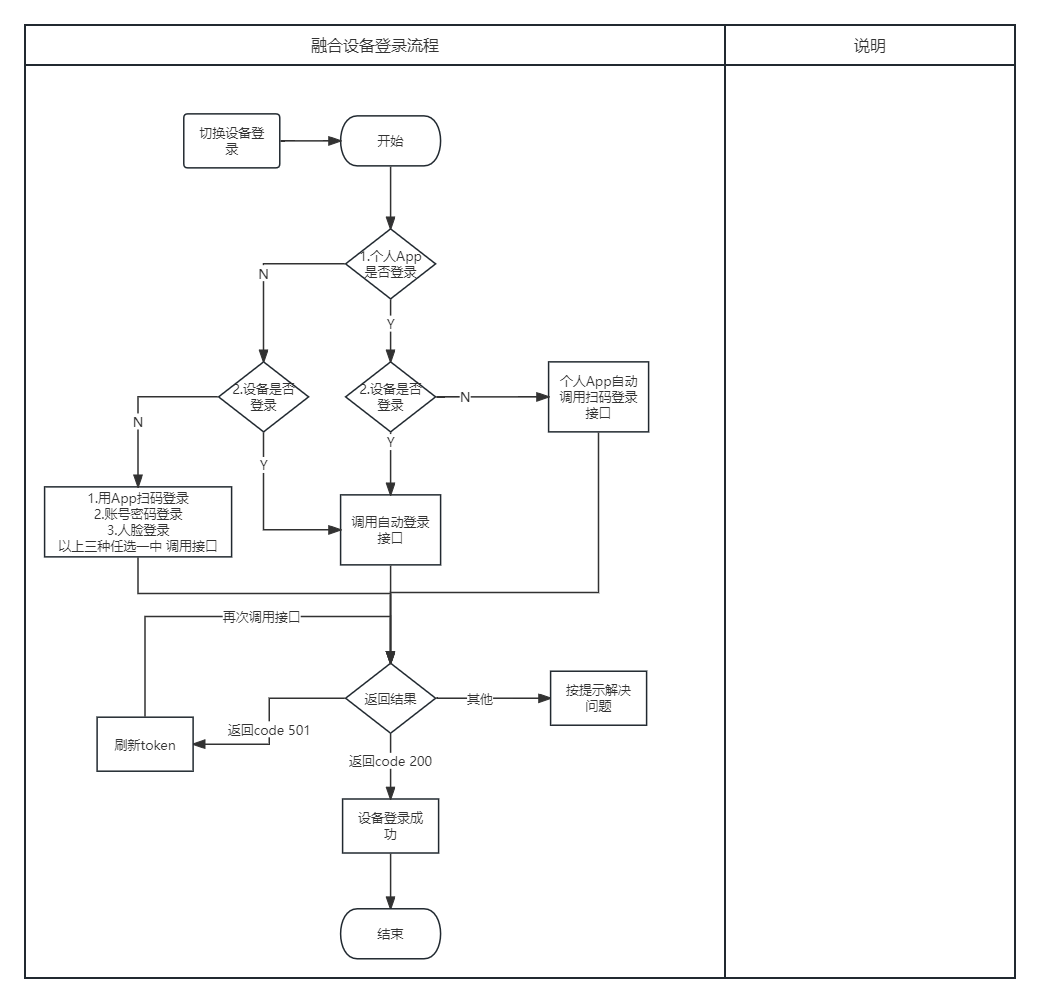 融合设备登录流程
说明
切换设备登
录
开始
1.个人App
是否登录
N
Y
2.设备是否
登录
2.设备是否
登录
N
个人App自动
调用扫码登录
接口
N
Y
Y
1.用App扫码登录
2.账号密码登录
3.人脸登录
以上三种任选一中 调用接口
调用自动登录
接口
再次调用接口
返回结果
其他
按提示解决
问题
返回code 501
刷新token
返回code 200
设备登录成
功
结束